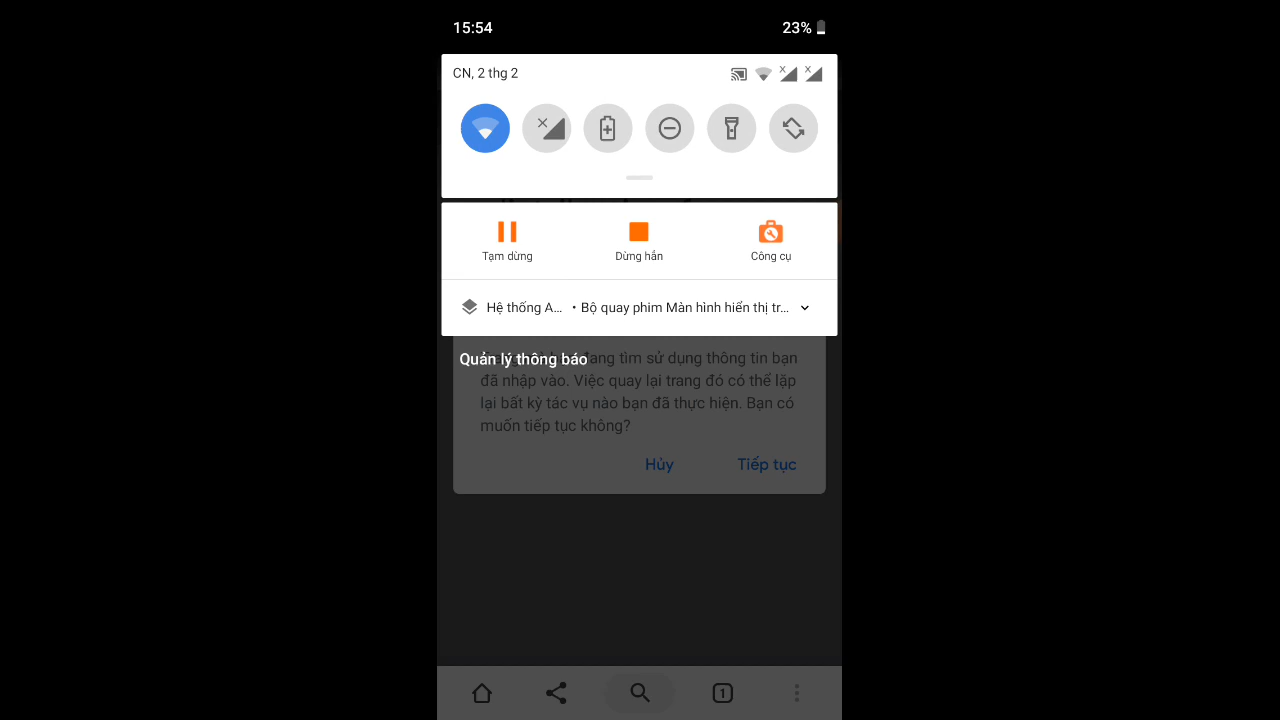 15:54
23%
CN, 2 thg 2
Tạm dừng
Dừng hẳn
Công cụ
Hệ thống A... • Bộ quay phim Màn hình hiển thị tr...
Quản lý thông báo
đang tìm sử dụng thông tin bạn
đã nhập vào. Việc quay lại trang đó có thể lặp
lại bất kỳ tác vụ nào bạn đã thực hiện. Bạn có
muốn tiếp tục không?
Hủy
Tiếp tục
1